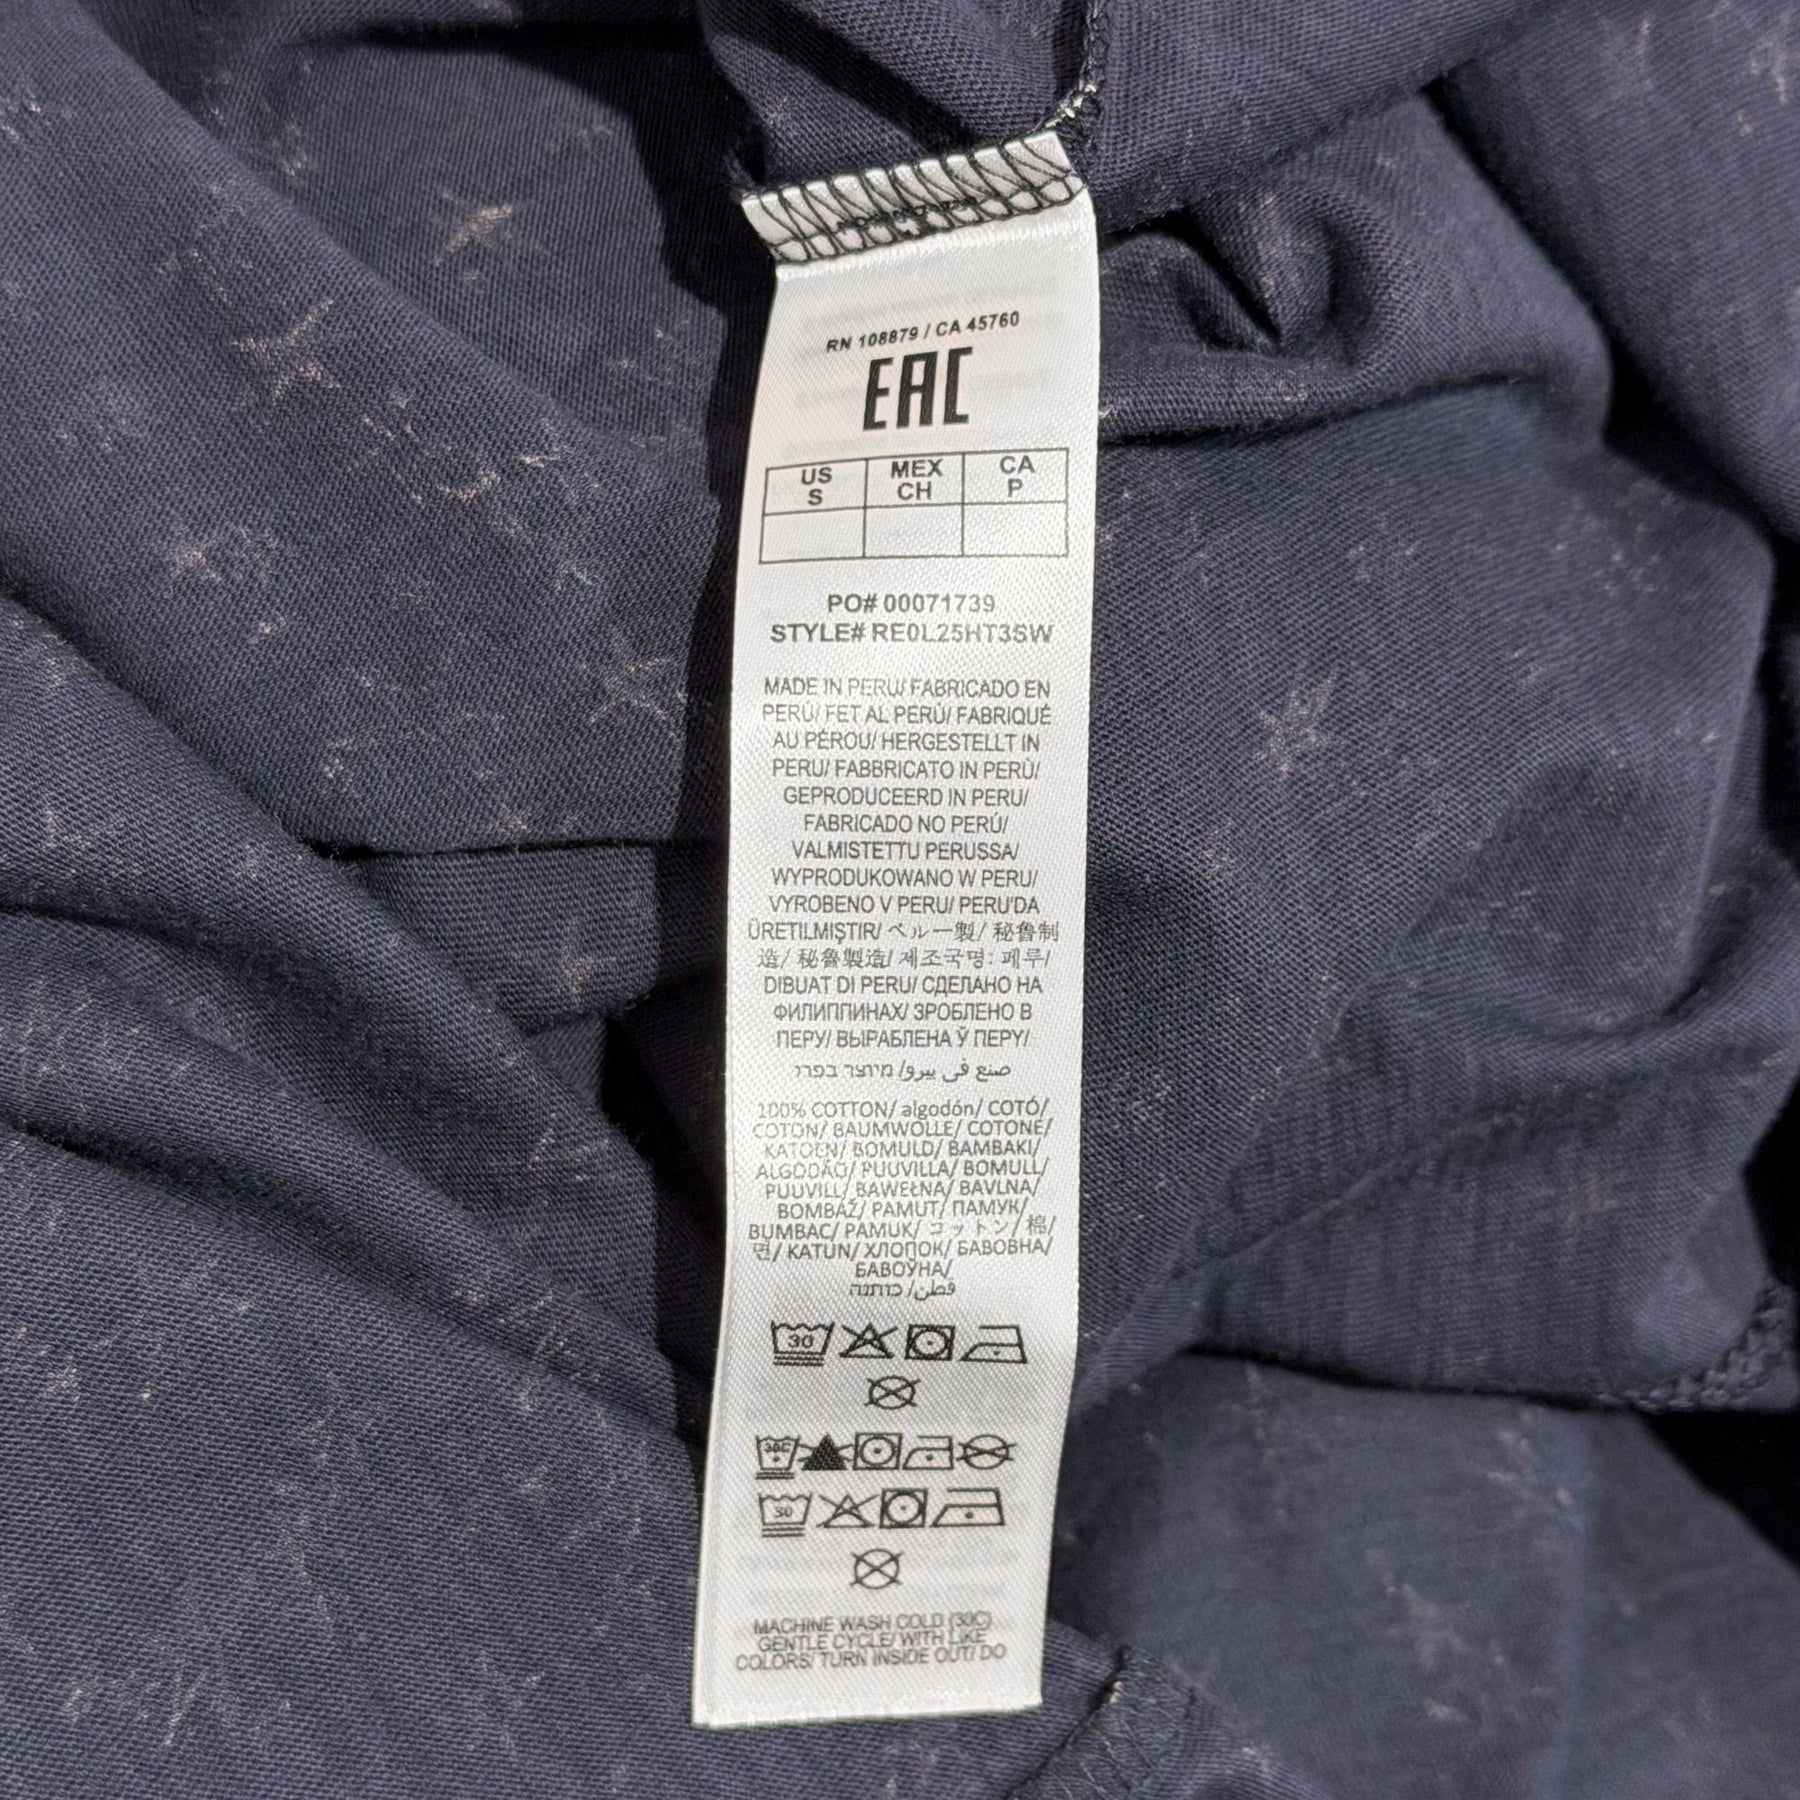 RN 108879 / CA 45760
EAC
US MEX CA
S CH P
PO# 00071739
STYLE# RE0L25HT3SW
MADE IN PERU/ FABRICADO EN
PERÚ/ FET AL PERÚ/ FABRIQUÉ
AU PÉROU/ HERGESTELLT IN
PERU/ FABBRICATO IN PERÙ/
GEPRODUCEERD IN PERU/
FABRICADO NO PERÚ/
VALMISTETTU PERUSSA/
WYPRODUKOWANO W PERU/
VYROBENO V PERU/ PERU'DA
ÜRETILMIŞTIR/ ペルー製/ 秘鲁制
造/ 秘魯製造/ 제조국명: 페루/
DIBUAT DI PERU/ СДЕЛАНО НА
ФИЛИППИНАХ/ ЗРОБЛЕНО В
ПЕРУ/ ВЫРАБЛЕНА Ў ПЕРУ/
صنع في بيرو/ מיוצר בפרו
100% COTTON/ algodón/ COTÓ/
COTON/ BAUMWOLLE/ COTONE/
KATOEN/ BOMULD/ BAMBAKI/
ALGODÃO/ PUUVILLA/ BOMULL/
PUUVILL/ BAWEŁNA/ BAVLNA/
BOMBAŽ/ PAMUT/ ПАМУК/
BUMBAC/ PAMUK/ コットン/ 棉/
면/ KATUN/ ХЛОПОК/ БАВОВНА/
БАВОЎНА/
قطن/ כותנה
30
30C
30
MACHINE WASH COLD (30C)
GENTLE CYCLE/ WITH LIKE
COLORS/ TURN INSIDE OUT/ DO